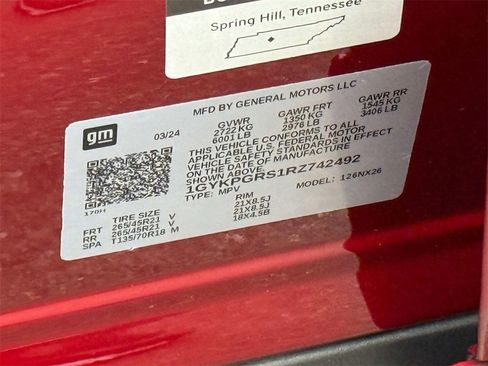 Spring Hill, Tennessee
MFD BY GENERAL MOTORS LLC
gm
03/24
GVWR GAWR FRT GAWR RR
2722 KG 1350 KG 1545 KG
6001 LB 2976 LB 3406 LB
THIS VEHICLE CONFORMS TO ALL
APPLICABLE U.S. FEDERAL MOTOR
VEHICLE SAFETY STANDARDS IN EFFECT
ON THE DATE OF MANUFACTURE
SHOWN ABOVE.
1GYKPGRS1RZ742492
TYPE: MPV MODEL: 126NX26
170H
TIRE SIZE RIM
FRT 265/45R21 V 21X8.5J
RR 265/45R21 V 21X8.5J
SPA T135/70R18 M 18X4.5B